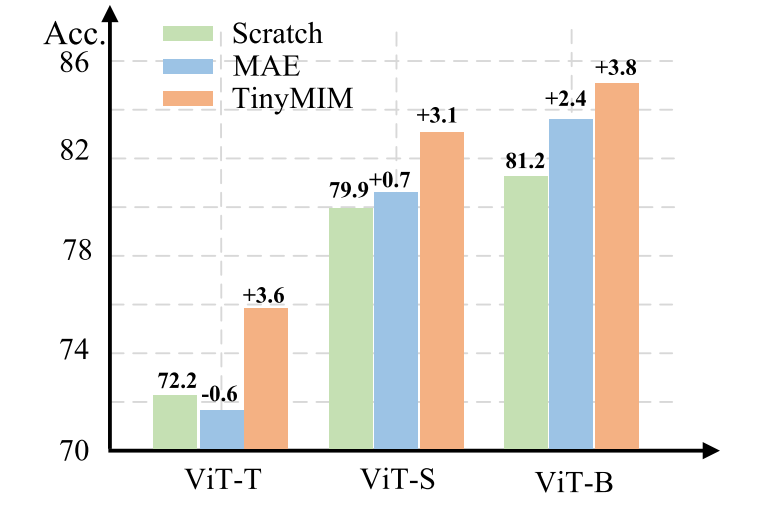 Acc.
Scratch
MAE
TinyMIM
86
82
78
74
70
72.2
-0.6
+3.6
79.9
+0.7
+3.1
81.2
+2.4
+3.8
ViT-T
ViT-S
ViT-B